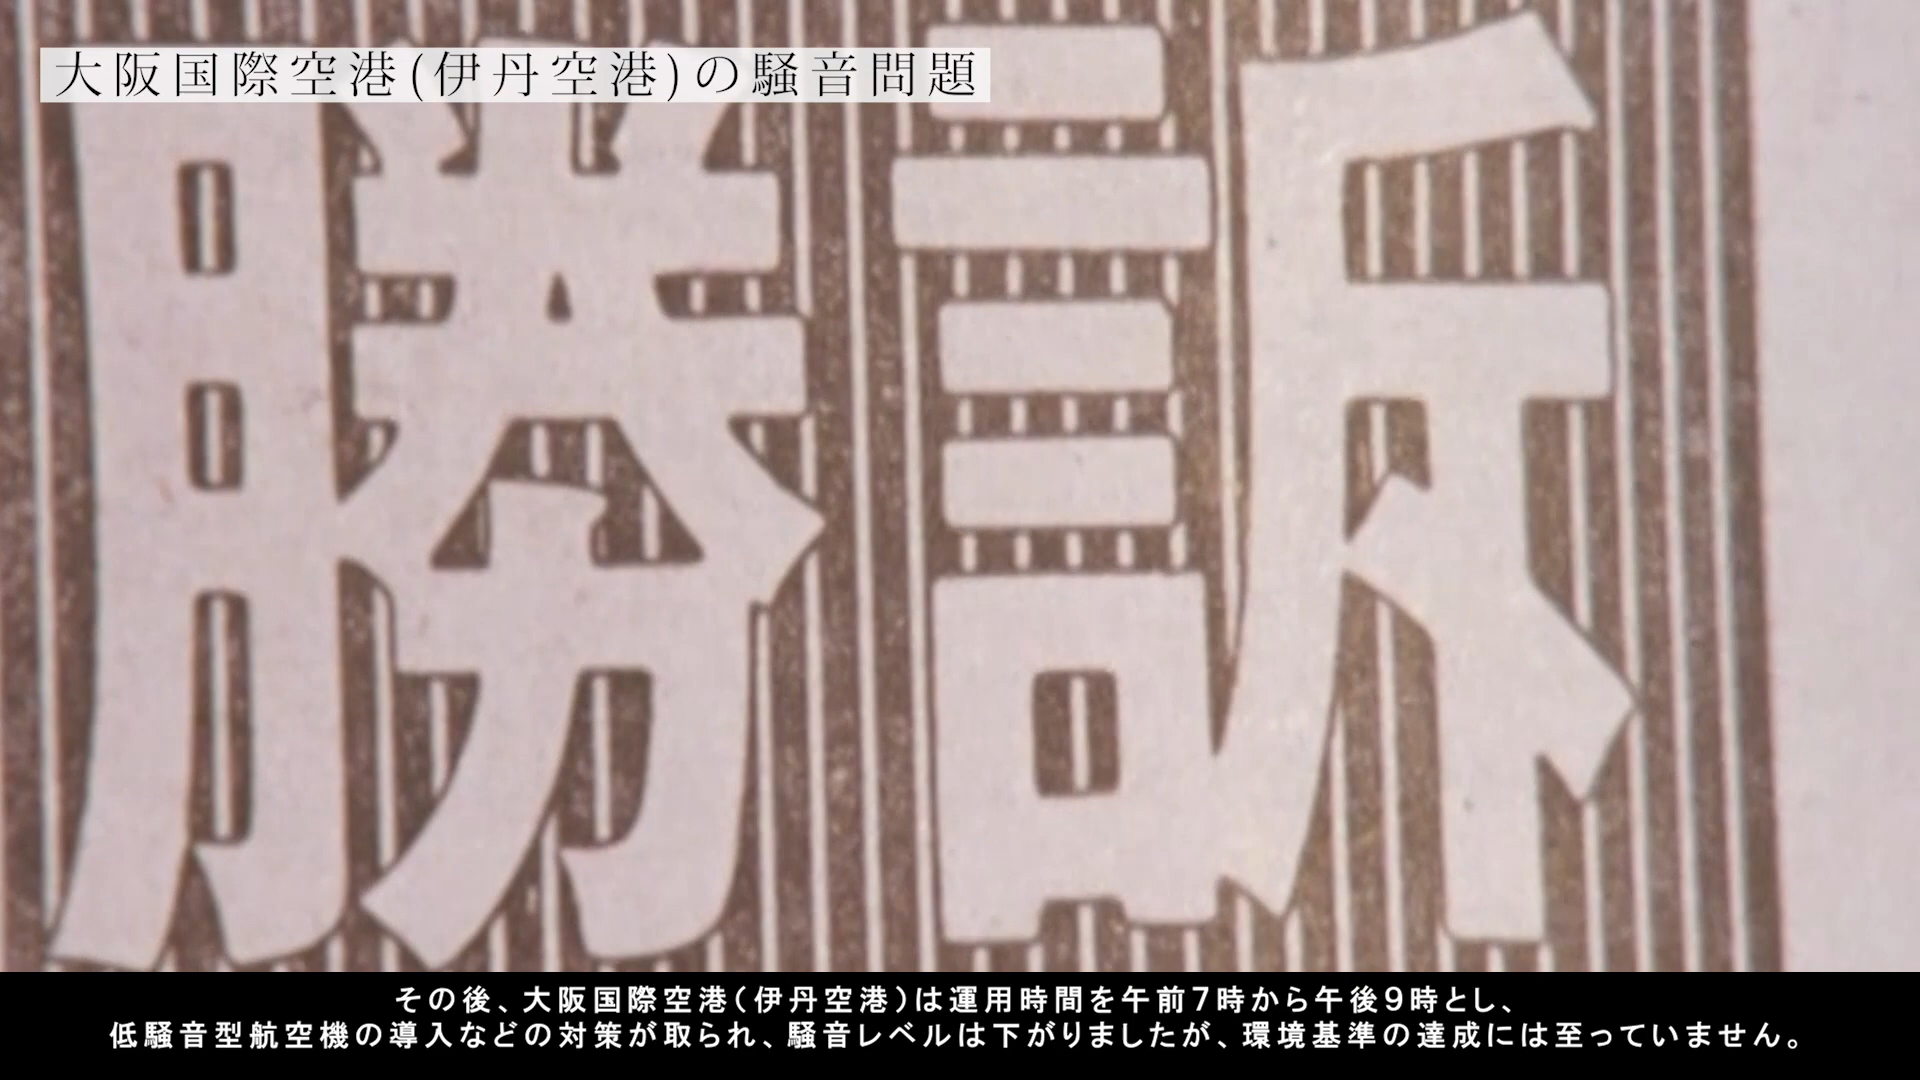 大阪国際空港(伊丹空港)の騒音問題
勝訴
その後、大阪国際空港(伊丹空港)は運用時間を午前7時から午後9時とし、
低騒音型航空機の導入などの対策が取られ、騒音レベルは下がりましたが、環境基準の達成には至っていません。